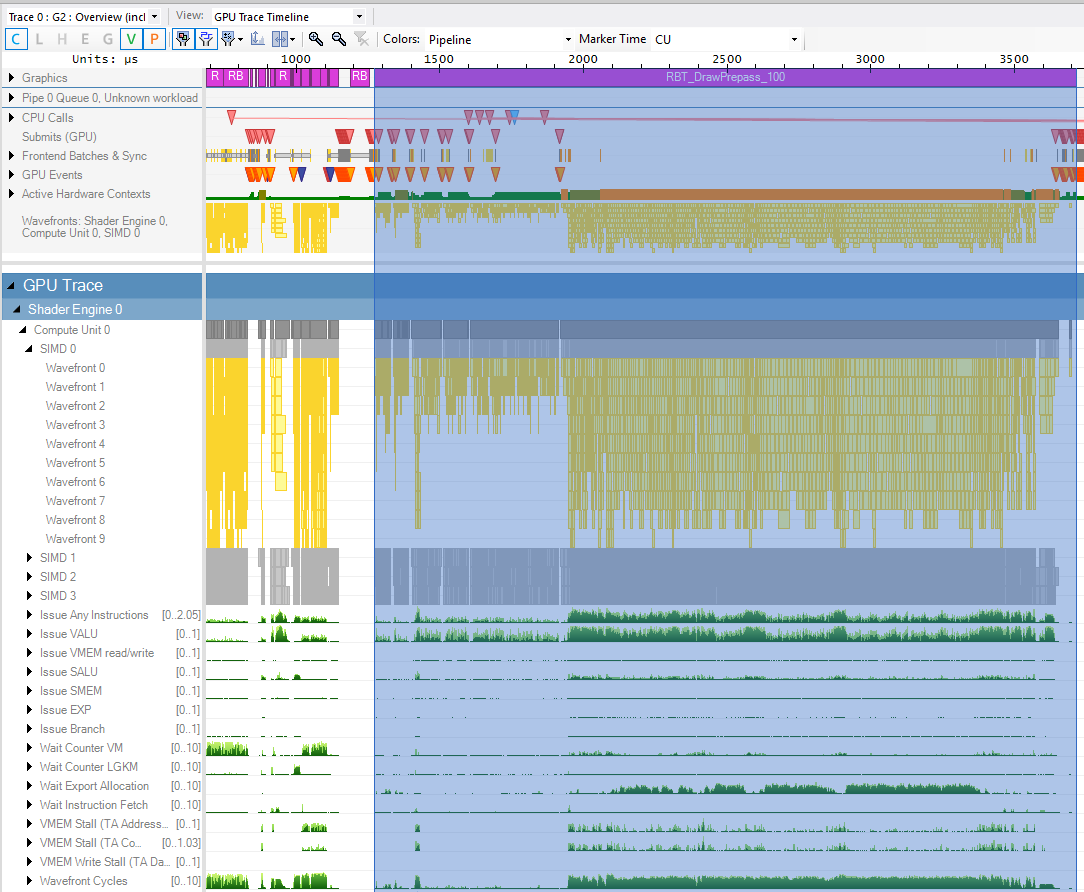 Trace 0 : G2 : Overview (incl View: GPU Trace Timeline
C L H E G V P Colors: Pipeline Marker Time CU
Units: µs 1000 1500 2000 2500 3000 3500
Graphics R RB R RB RBT_DrawPrepass_100
Pipe 0 Queue 0, Unknown workload
CPU Calls
Submits (GPU)
Frontend Batches & Sync
GPU Events
Active Hardware Contexts
Wavefronts: Shader Engine 0,
Compute Unit 0, SIMD 0
GPU Trace
Shader Engine 0
Compute Unit 0
SIMD 0
Wavefront 0
Wavefront 1
Wavefront 2
Wavefront 3
Wavefront 4
Wavefront 5
Wavefront 6
Wavefront 7
Wavefront 8
Wavefront 9
SIMD 1
SIMD 2
SIMD 3
Issue Any Instructions [0..2.05]
Issue VALU [0..1]
Issue VMEM read/write [0..1]
Issue SALU [0..1]
Issue SMEM [0..1]
Issue EXP [0..1]
Issue Branch [0..1]
Wait Counter VM [0..10]
Wait Counter LGKM [0..10]
Wait Export Allocation [0..10]
Wait Instruction Fetch [0..10]
VMEM Stall (TA Address... [0..1]
VMEM Stall (TA Co... [0..1.03]
VMEM Write Stall (TA Da... [0..1]
Wavefront Cycles [0..10]